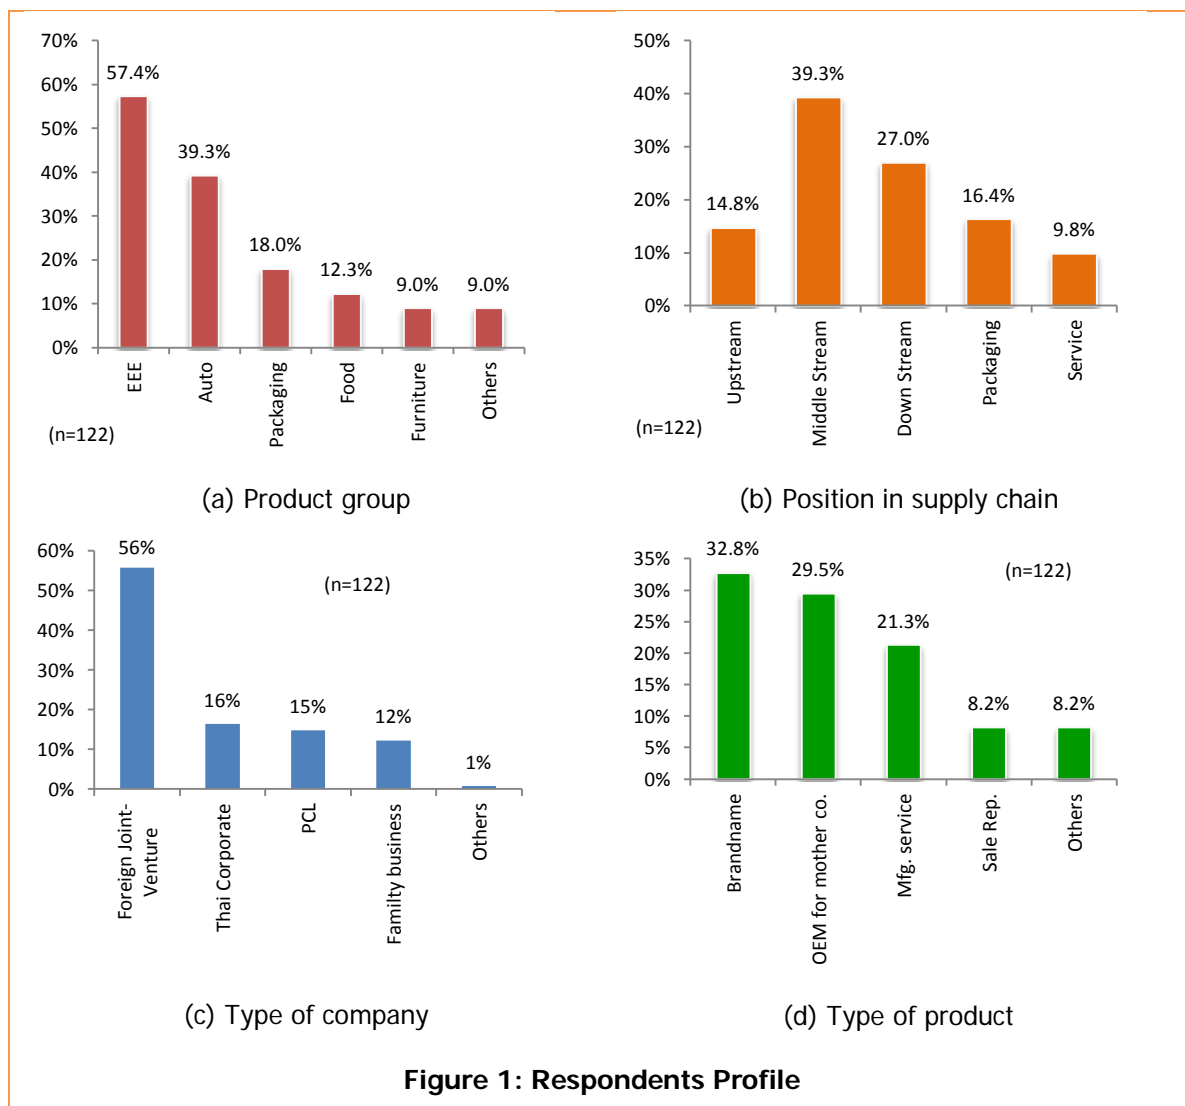 70%
60%
50%
40%
30%
20%
10%
0%
57.4%
39.3%
18.0%
12.3%
9.0%
9.0%
EEE
Auto
Packaging
Food
Furniture
Others
(n=122)
(a) Product group
50%
40%
30%
20%
10%
0%
14.8%
39.3%
27.0%
16.4%
9.8%
Upstream
Middle Stream
Down Stream
Packaging
Service
(n=122)
(b) Position in supply chain
60%
50%
40%
30%
20%
10%
0%
56%
16%
15%
12%
1%
(n=122)
Foreign Joint-
Venture
Thai Corporate
PCL
Familty business
Others
(c) Type of company
35%
30%
25%
20%
15%
10%
5%
0%
32.8%
29.5%
21.3%
8.2%
8.2%
(n=122)
Brandname
OEM for mother co.
Mfg. service
Sale Rep.
Others
(d) Type of product
Figure 1: Respondents Profile